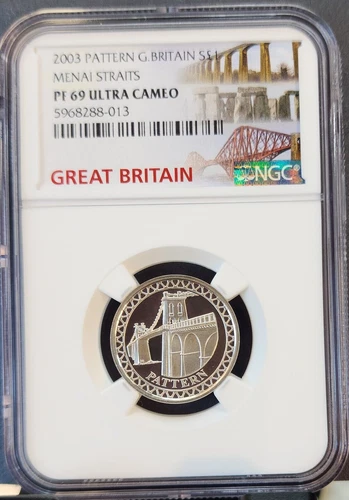 2003 PATTERN G.BRITAIN S£1
MENAI STRAITS
PF 69 ULTRA CAMEO
5968288-013
GREAT BRITAIN
NGC
PATTERN